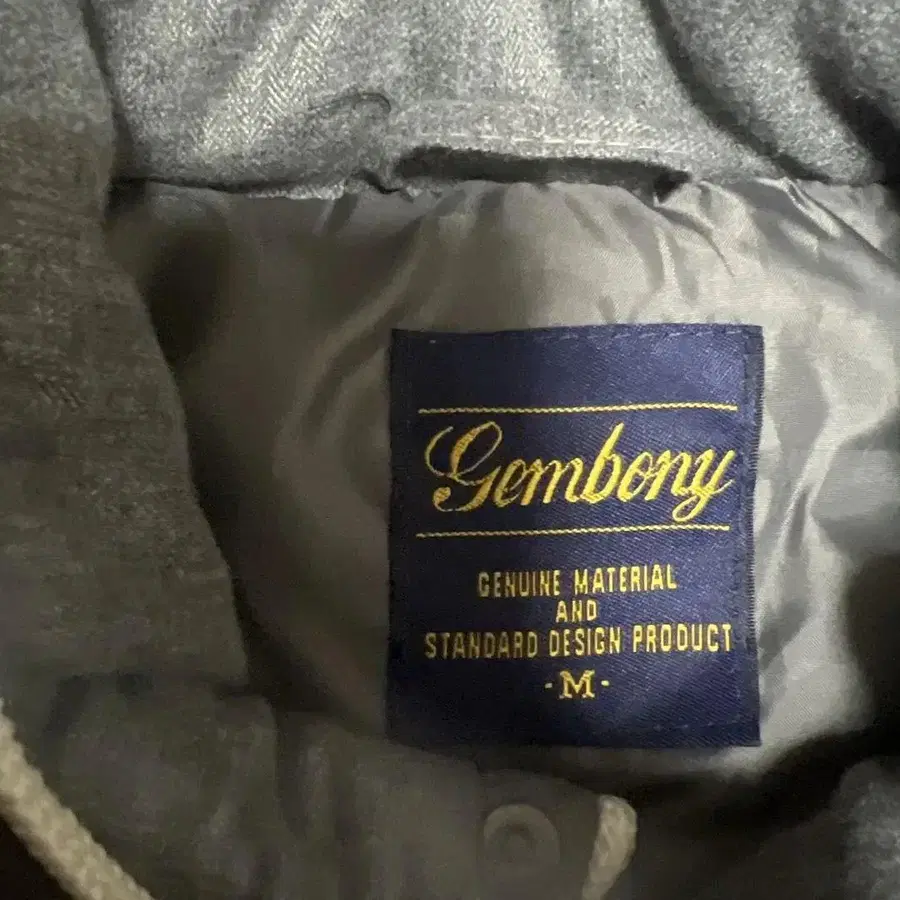 Gembony
GENUINE MATERIAL
AND
STANDARD DESIGN PRODUCT
·M·